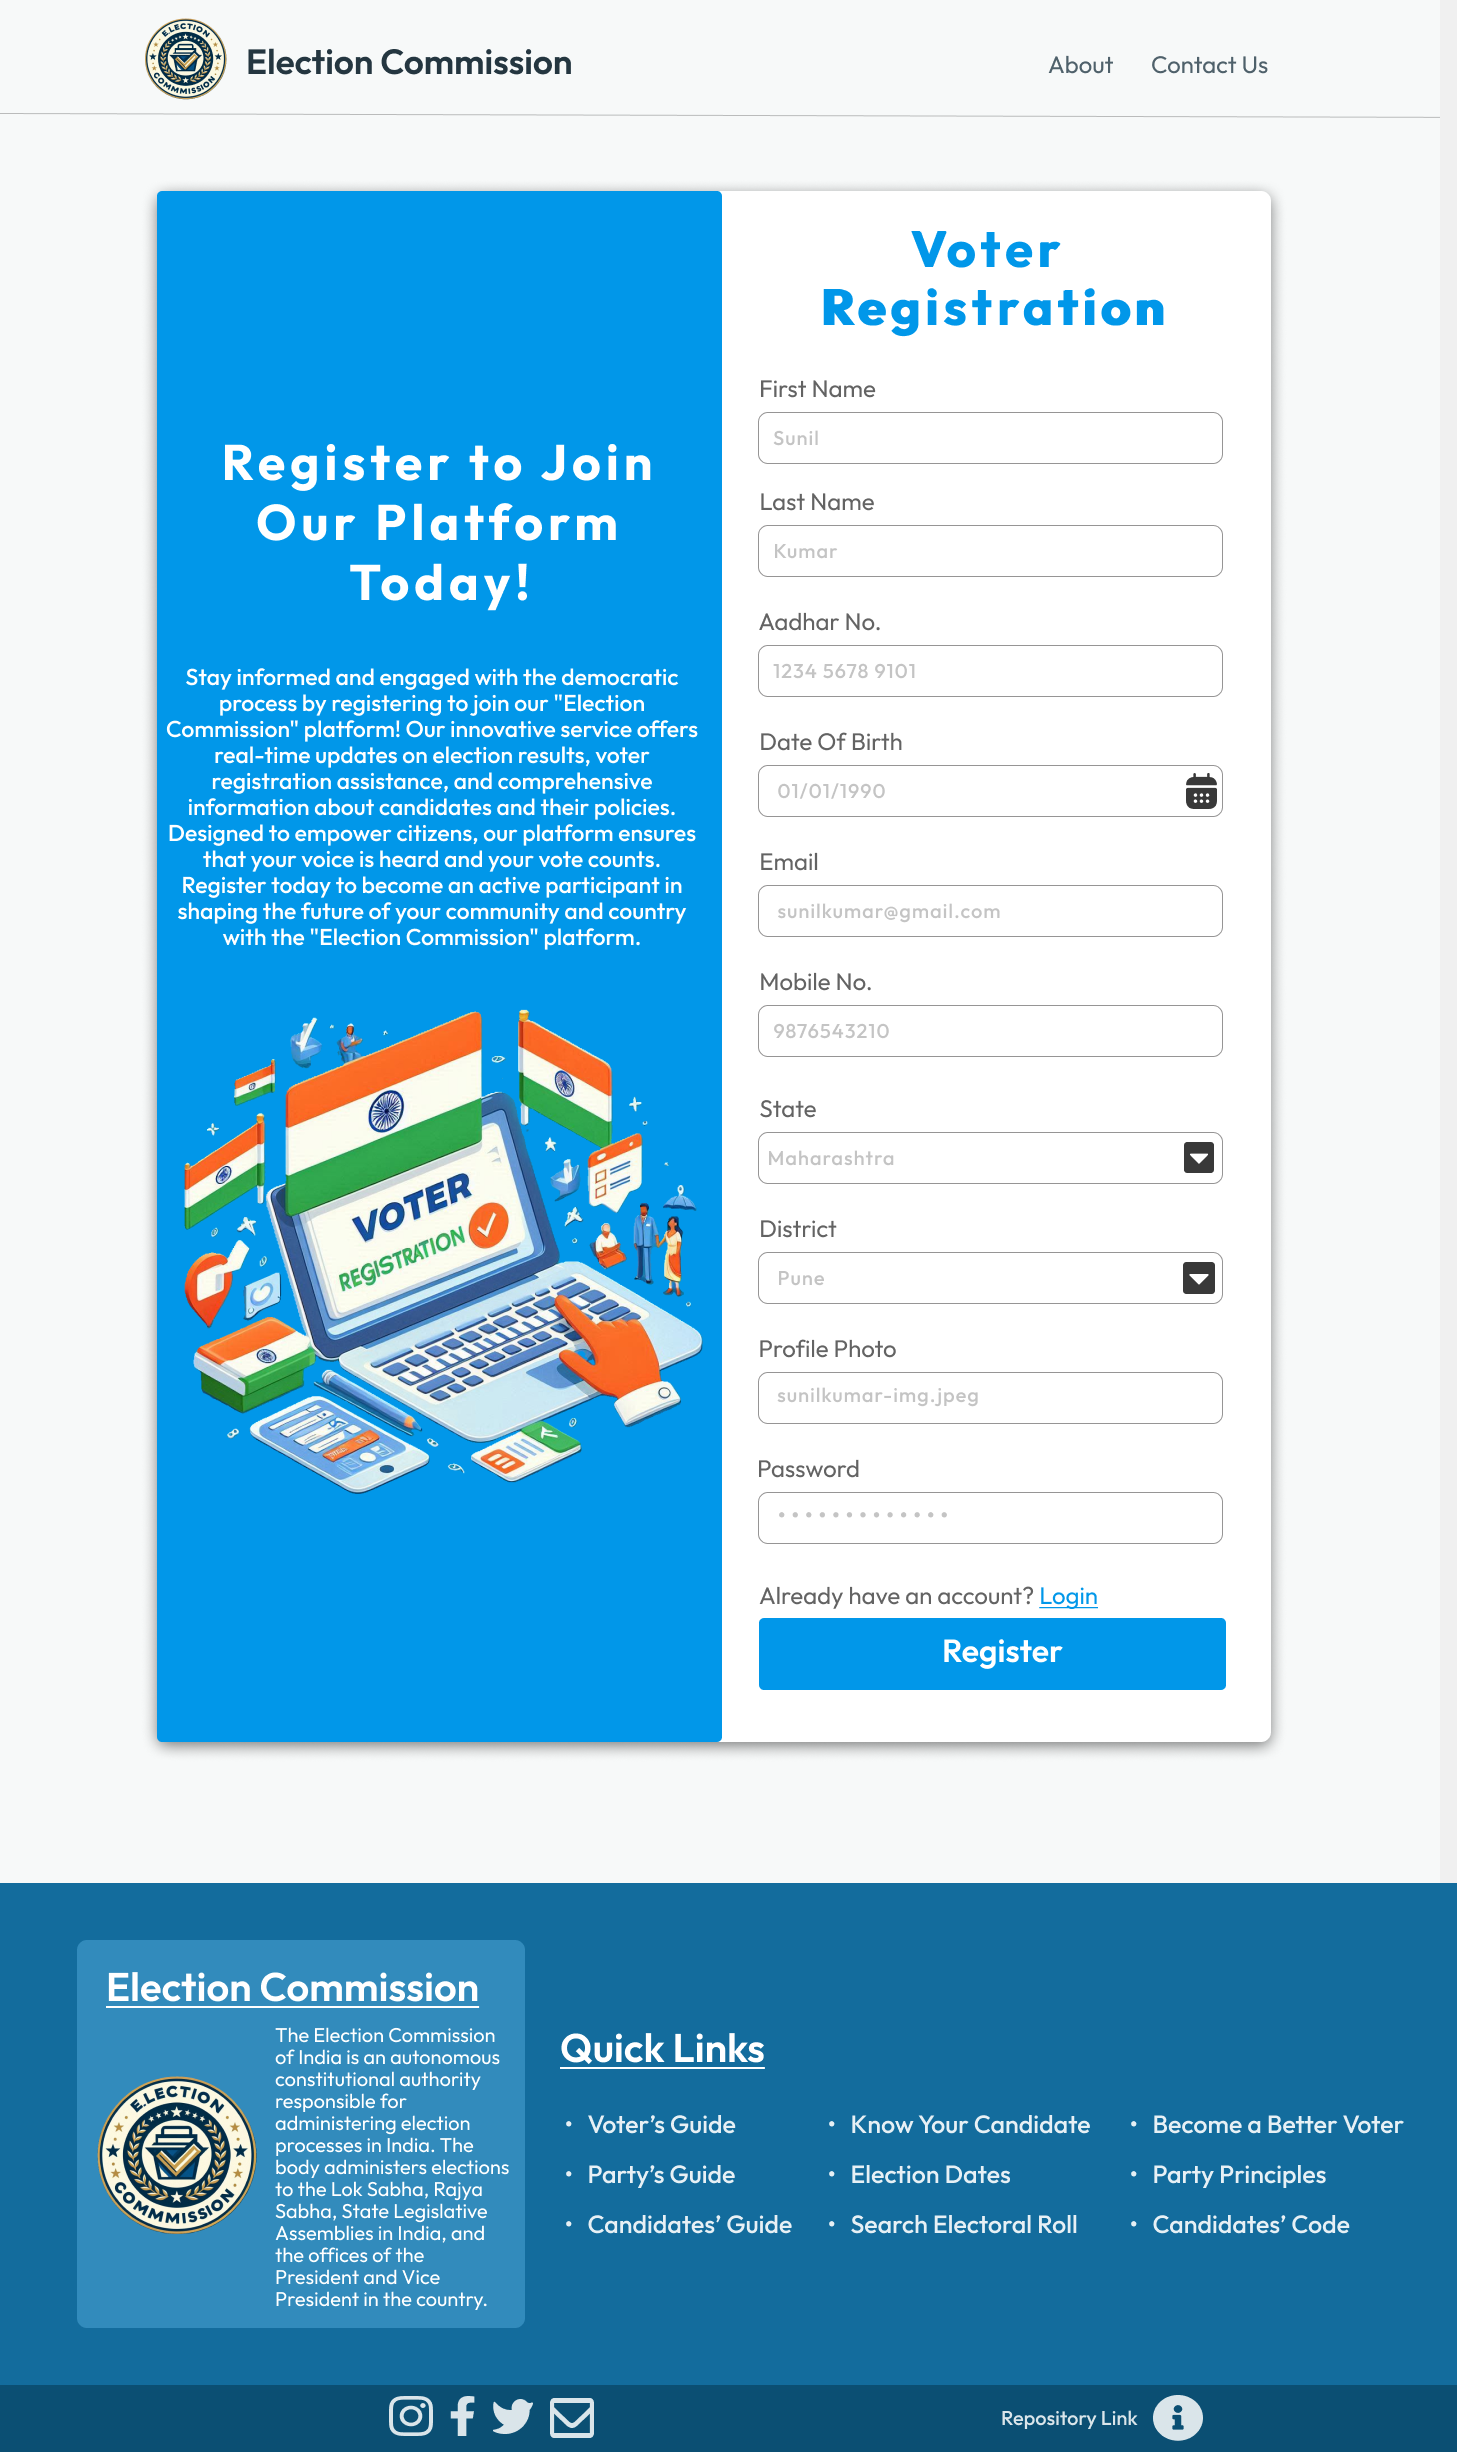 E.LECTION
COMMMISSION
Election Commission
About
Contact Us
Register to Join
Our Platform
Today!
Stay informed and engaged with the democratic
process by registering to join our "Election
Commission" platform! Our innovative service offers
real-time updates on election results, voter
registration assistance, and comprehensive
information about candidates and their policies.
Designed to empower citizens, our platform ensures
that your voice is heard and your vote counts.
Register today to become an active participant in
shaping the future of your community and country
with the "Election Commission" platform.
VOTER
REGISTRATION
Voter
Registration
First Name
Sunil
Last Name
Kumar
Aadhar No.
1234 5678 9101
Date Of Birth
01/01/1990
Email
sunilkumar@gmail.com
Mobile No.
9876543210
State
Maharashtra
District
Pune
Profile Photo
sunilkumar-img.jpeg
Password
Already have an account? Login
Register
Election Commission
E.LECTION
COMMMISSION
The Election Commission
of India is an autonomous
constitutional authority
responsible for
administering election
processes in India. The
body administers elections
to the Lok Sabha, Rajya
Sabha, State Legislative
Assemblies in India, and
the offices of the
President and Vice
President in the country.
Quick Links
• Voter’s Guide
• Party’s Guide
• Candidates’ Guide
• Know Your Candidate
• Election Dates
• Search Electoral Roll
• Become a Better Voter
• Party Principles
• Candidates’ Code
Repository Link